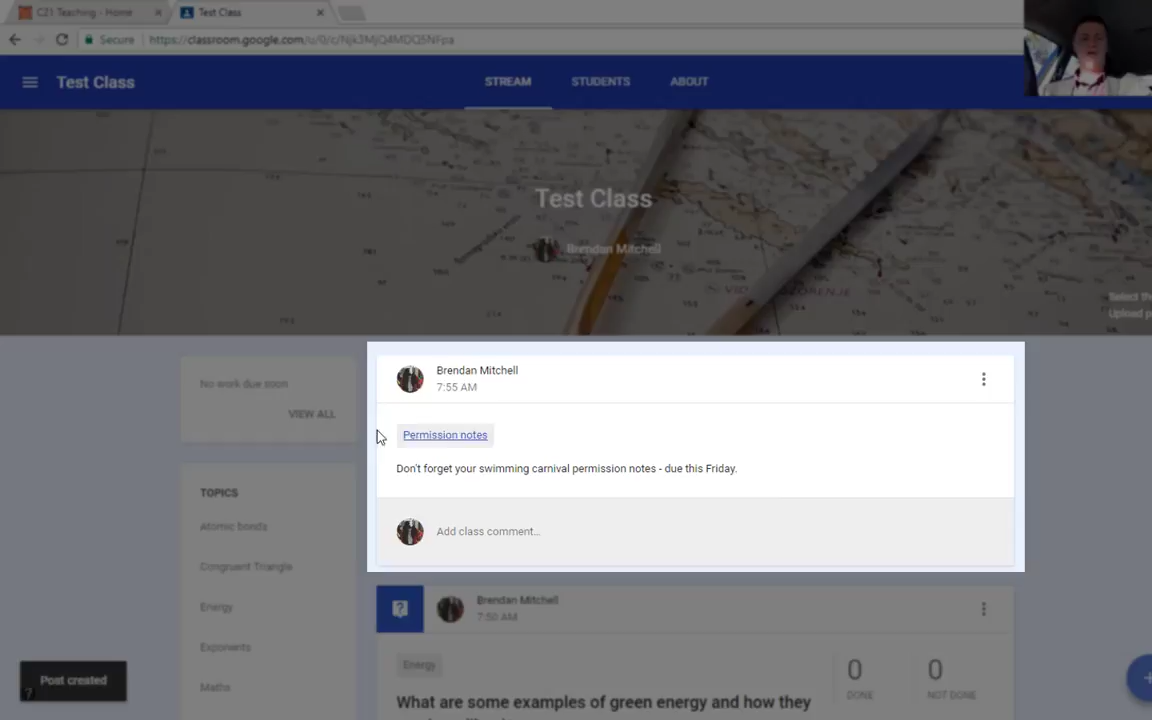 CZ1 Teaching - Home
Test Class
Secure
https://classroom.google.com/u/0/c/Njk3MjQ4MDQ5NFpa
Test Class
STREAM
STUDENTS
ABOUT
Test Class
Brendan Mitchell
Select the
Upload p
No work due soon
VIEW ALL
Brendan Mitchell
7:55 AM
Permission notes
Don't forget your swimming carnival permission notes - due this Friday.
Add class comment...
TOPICS
Atomic bonds
Congruent Triangle
Energy
Exponents
Maths
Brendan Mitchell
7:50 AM
Energy
0
DONE
0
NOT DONE
What are some examples of green energy and how they
Post created
?